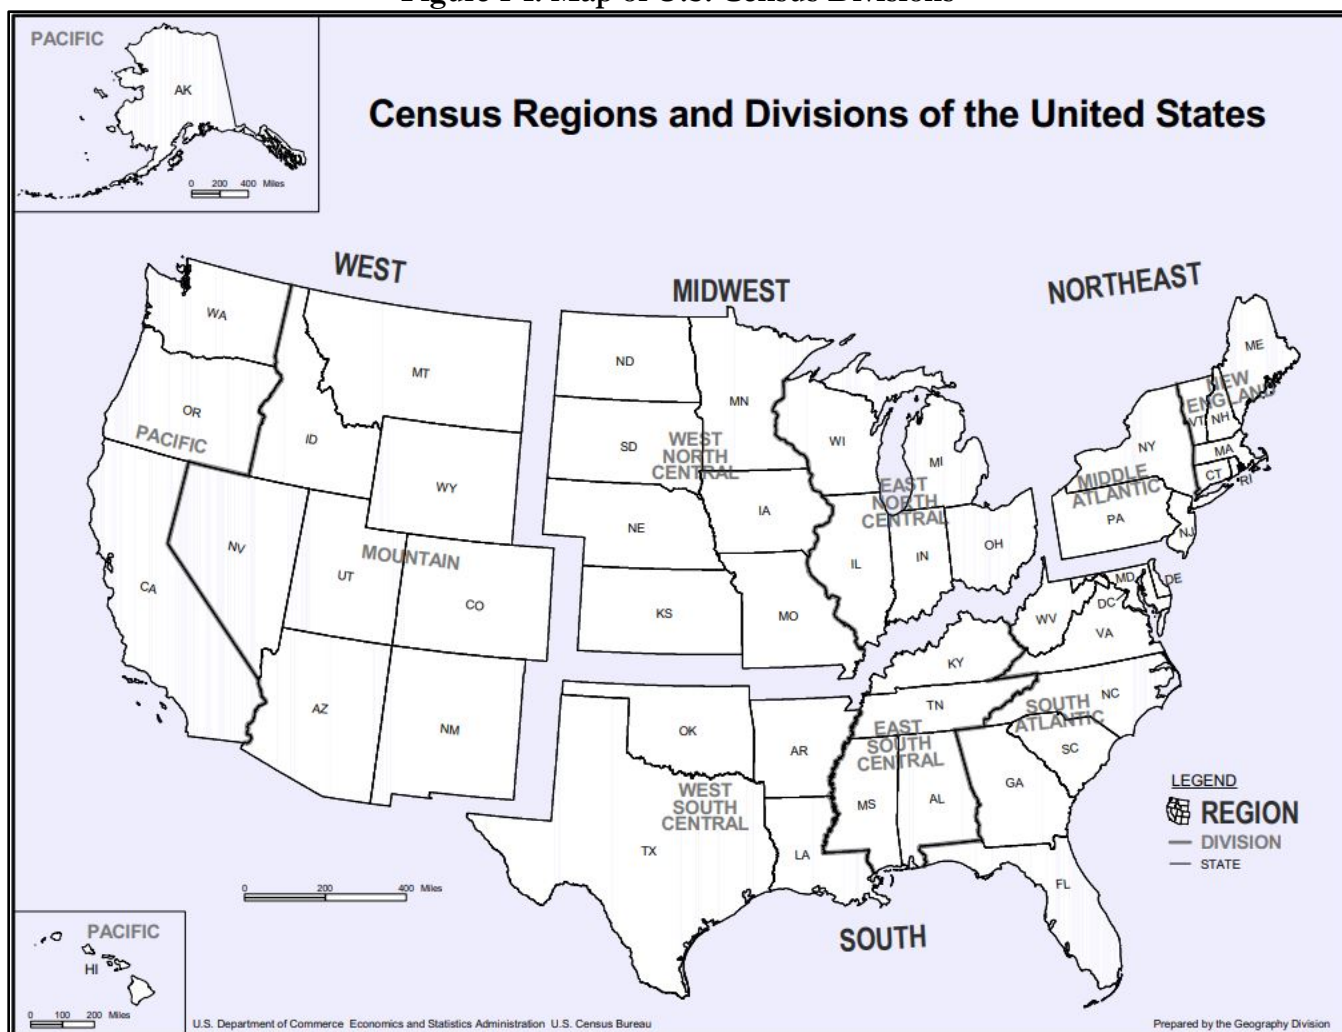 Figure I-1. Map of U.S. Census Divisions
PACIFIC
AK
0 200 400 Miles
Census Regions and Divisions of the United States
WEST
MIDWEST
NORTHEAST
WA
MT
OR
PACIFIC
ID
WY
NV
UT
MOUNTAIN
CO
CA
AZ
NM
ND
MN
SD
WEST
NORTH
CENTRAL
NE
IA
KS
MO
WI
MI
EAST
NORTH
CENTRAL
IL
IN
OH
ME
NEW
ENGLAND
VT
NH
NY
MA
CT
RI
MIDDLE
ATLANTIC
PA
NJ
MD
DE
DC
WV
VA
KY
TN
NC
SOUTH
ATLANTIC
SC
EAST
SOUTH
CENTRAL
MS
AL
GA
FL
OK
AR
WEST
SOUTH
CENTRAL
TX
LA
SOUTH
0 200 400 Miles
LEGEND
REGION
DIVISION
STATE
PACIFIC
HI
0 100 200 Miles
U.S. Department of Commerce Economics and Statistics Administration U.S. Census Bureau
Prepared by the Geography Division